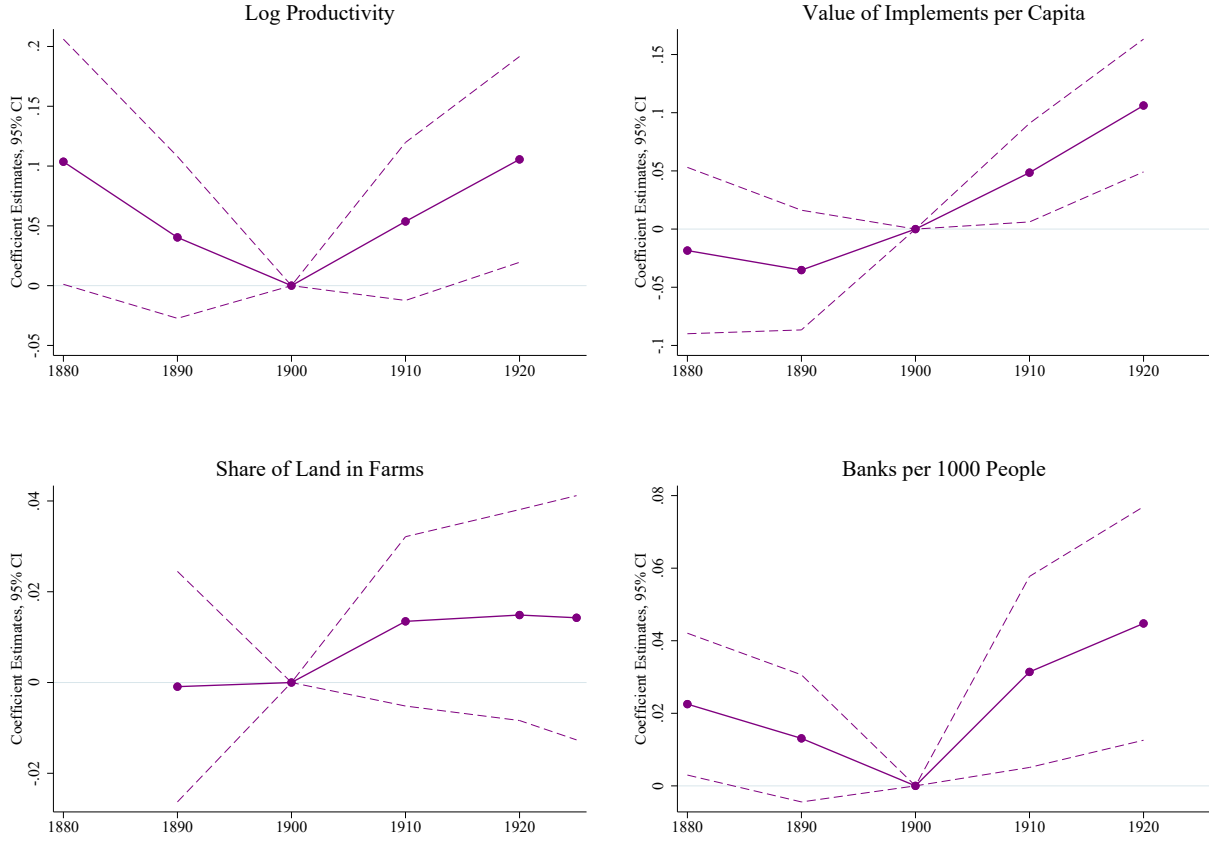 Log Productivity
Coefficient Estimates, 95% CI
.2
.15
.1
.05
0
-.05
1880 1890 1900 1910 1920
Value of Implements per Capita
Coefficient Estimates, 95% CI
.15
.1
.05
0
-.05
-.1
1880 1890 1900 1910 1920
Share of Land in Farms
Coefficient Estimates, 95% CI
.04
.02
0
-.02
1880 1890 1900 1910 1920
Banks per 1000 People
Coefficient Estimates, 95% CI
.08
.06
.04
.02
0
1880 1890 1900 1910 1920